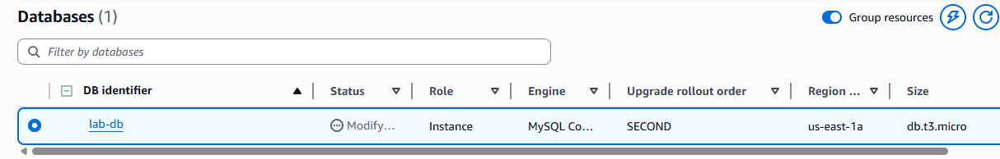 Databases (1)
Group resources
Filter by databases
DB identifier Status Role Engine Upgrade rollout order Region ... Size
lab-db Modify... Instance MySQL Co... SECOND us-east-1a db.t3.micro